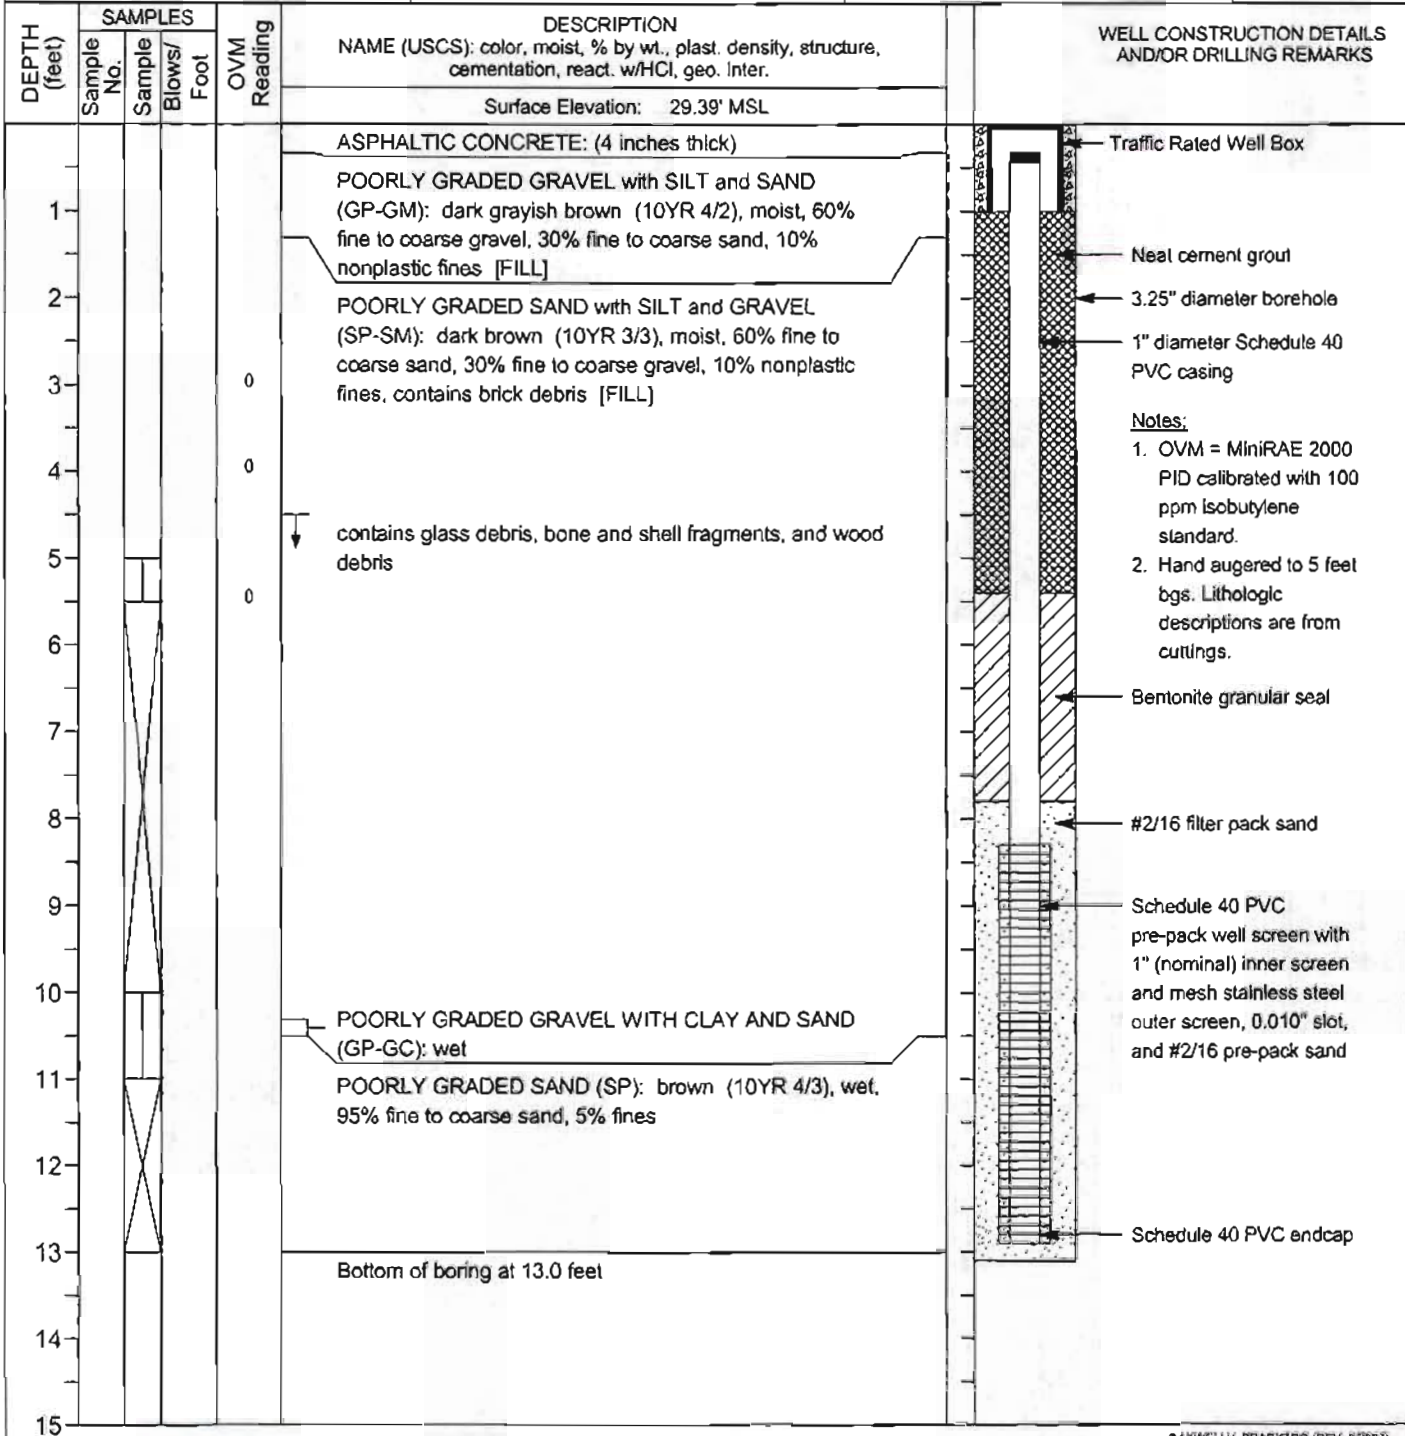 DEPTH
(feet)
SAMPLES
Sample
No.
Sample
Blows/
Foot
OVM
Reading
DESCRIPTION
NAME (USCS): color, moist, % by wt., plast. density, structure,
cementation, react. w/HCl, geo. Inter.
Surface Elevation: 29.39' MSL
WELL CONSTRUCTION DETAILS
AND/OR DRILLING REMARKS
ASPHALTIC CONCRETE: (4 inches thick)
POORLY GRADED GRAVEL with SILT and SAND
(GP-GM): dark grayish brown (10YR 4/2), moist, 60%
fine to coarse gravel, 30% fine to coarse sand, 10%
nonplastic fines [FILL]
POORLY GRADED SAND with SILT and GRAVEL
(SP-SM): dark brown (10YR 3/3), moist, 60% fine to
coarse sand, 30% fine to coarse gravel, 10% nonplastic
fines, contains brick debris [FILL]
contains glass debris, bone and shell fragments, and wood
debris
POORLY GRADED GRAVEL WITH CLAY AND SAND
(GP-GC): wet
POORLY GRADED SAND (SP): brown (10YR 4/3), wet,
95% fine to coarse sand, 5% fines
Bottom of boring at 13.0 feet
1
2
3
4
5
6
7
8
9
10
11
12
13
14
15
0
0
0
Traffic Rated Well Box
Neat cement grout
3.25" diameter borehole
1" diameter Schedule 40
PVC casing
Notes:
1. OVM = MiniRAE 2000
PID calibrated with 100
ppm isobutylene
standard.
2. Hand augered to 5 feet
bgs. Lithologic
descriptions are from
cuttings.
Bentonite granular seal
#2/16 filter pack sand
Schedule 40 PVC
pre-pack well screen with
1" (nominal) inner screen
and mesh stainless steel
outer screen, 0.010" slot,
and #2/16 pre-pack sand
Schedule 40 PVC endcap